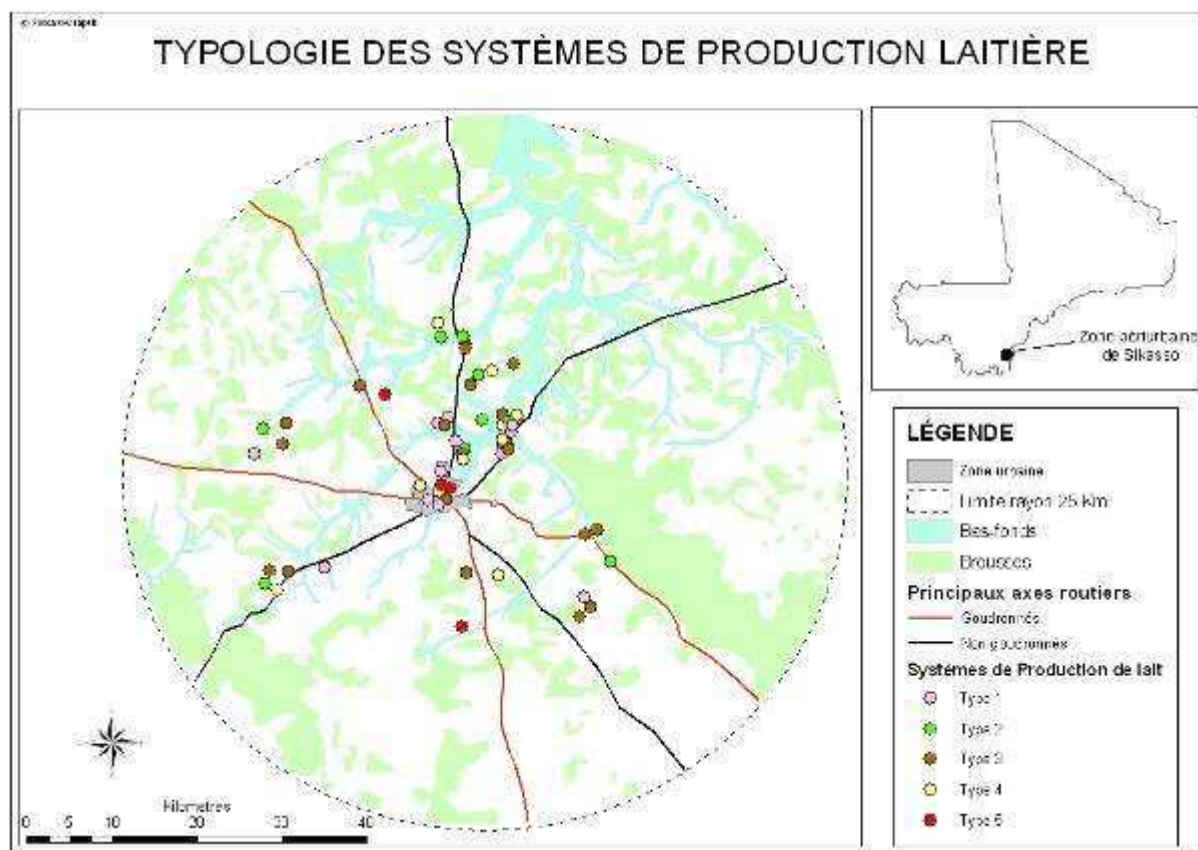 TYPOLOGIE DES SYSTÈMES DE PRODUCTION LAITIÈRE
Zone périurbaine
de Sikasso
LÉGENDE
Zone urbaine
Limite rayon 25 Km
Bas-fonds
Brousses
Principaux axes routiers
Goudronnés
Non goudronnés
Systèmes de Production de lait
Type 1
Type 2
Type 3
Type 4
Type 5
Kilometres
0 5 10 20 30 40